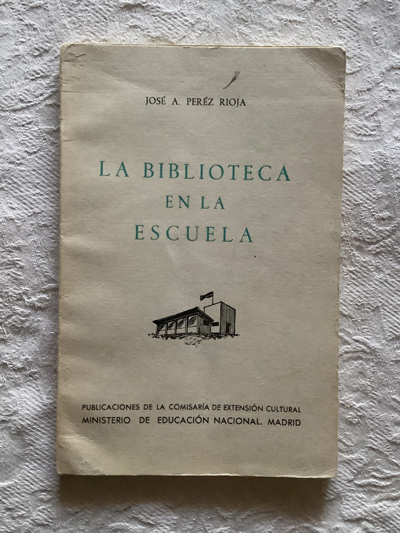 JOSÉ A. PERÉZ RIOJA
LA BIBLIOTECA
EN LA
ESCUELA
PUBLICACIONES DE LA COMISARÍA DE EXTENSIÓN CULTURAL
MINISTERIO DE EDUCACIÓN NACIONAL. MADRID